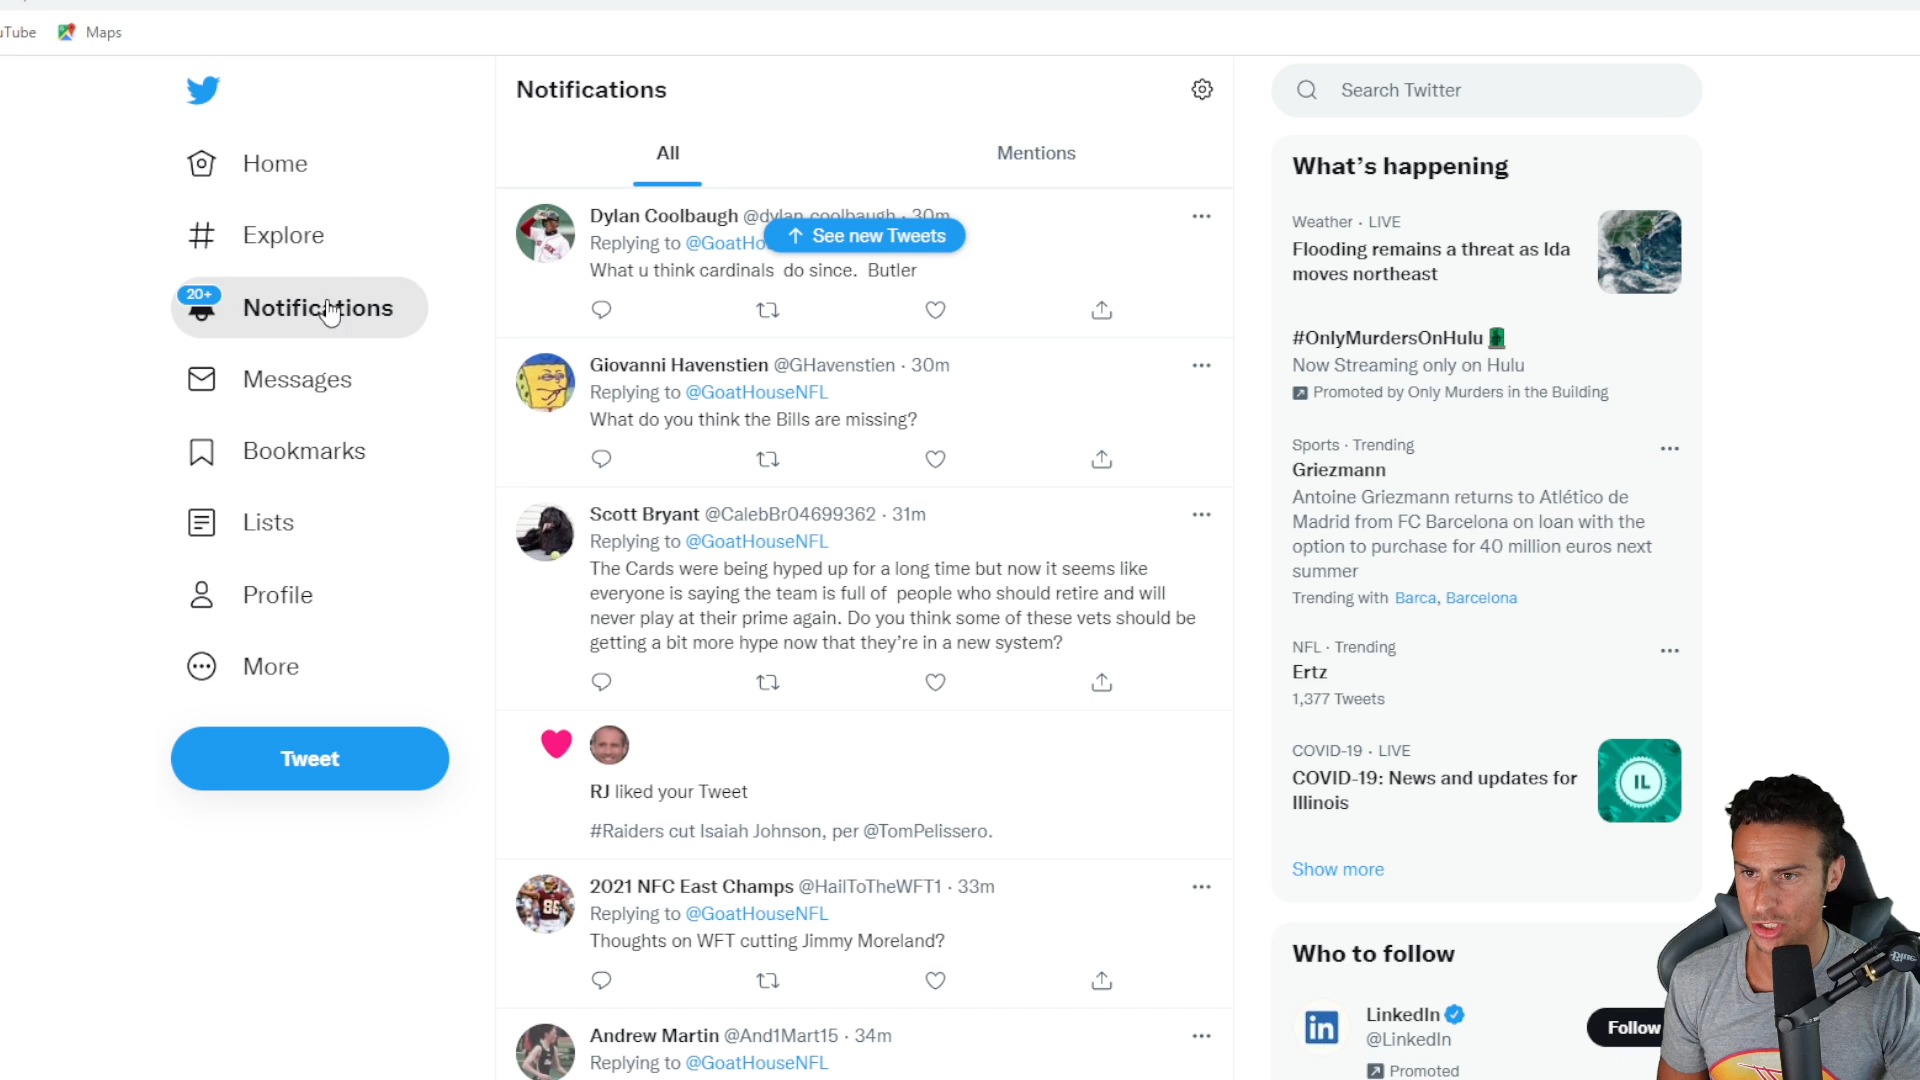 uTube
Maps
Home
Explore
20+
Notifications
Messages
Bookmarks
Lists
Profile
More
Tweet
Notifications
All
Mentions
Dylan Coolbaugh @dylan_coolbaugh · 30m
Replying to @GoatHo
↑ See new Tweets
What u think cardinals do since. Butler
Giovanni Havenstien @GHavenstien · 30m
Replying to @GoatHouseNFL
What do you think the Bills are missing?
Scott Bryant @CalebBr04699362 · 31m
Replying to @GoatHouseNFL
The Cards were being hyped up for a long time but now it seems like
everyone is saying the team is full of people who should retire and will
never play at their prime again. Do you think some of these vets should be
getting a bit more hype now that they’re in a new system?
RJ liked your Tweet
#Raiders cut Isaiah Johnson, per @TomPelissero.
2021 NFC East Champs @HailToTheWFT1 · 33m
Replying to @GoatHouseNFL
Thoughts on WFT cutting Jimmy Moreland?
Andrew Martin @And1Mart15 · 34m
Replying to @GoatHouseNFL
Search Twitter
What’s happening
Weather · LIVE
Flooding remains a threat as Ida
moves northeast
#OnlyMurdersOnHulu
Now Streaming only on Hulu
Promoted by Only Murders in the Building
Sports · Trending
Griezmann
Antoine Griezmann returns to Atlético de
Madrid from FC Barcelona on loan with the
option to purchase for 40 million euros next
summer
Trending with Barca, Barcelona
NFL · Trending
Ertz
1,377 Tweets
COVID-19 · LIVE
COVID-19: News and updates for
Illinois
IL
Show more
Who to follow
in
LinkedIn
@LinkedIn
Promoted
Follow